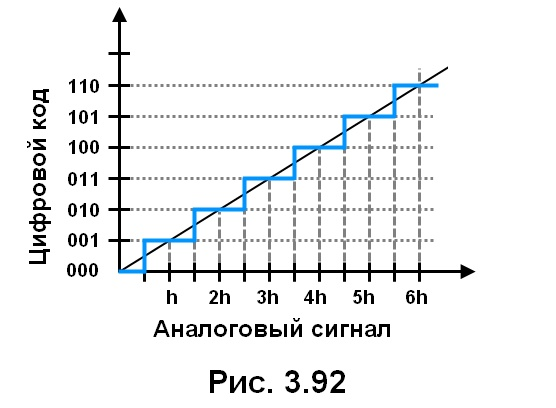 110
101
100
011
010
001
000
Цифровой код
h 2h 3h 4h 5h 6h
Аналоговый сигнал
Рис. 3.92